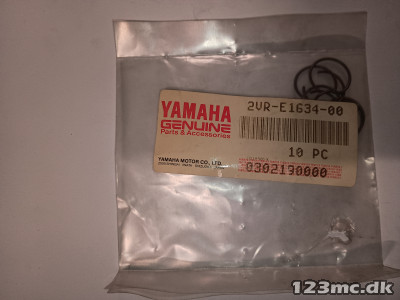 YAMAHA
GENUINE
Parts & Accessories
2VR-E1634-00
10 PC
YAMAHA MOTOR CO., LTD.
0302190000
123mc.dk